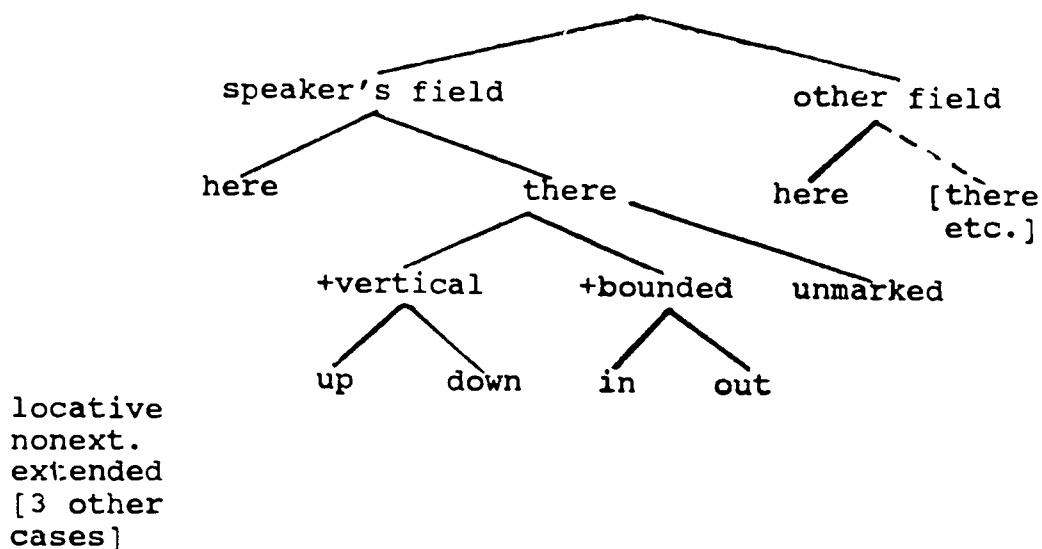 speaker's field other field
here there here [there
etc.]
+vertical +bounded unmarked
up down in out
locative
nonext.
extended
[3 other
cases]